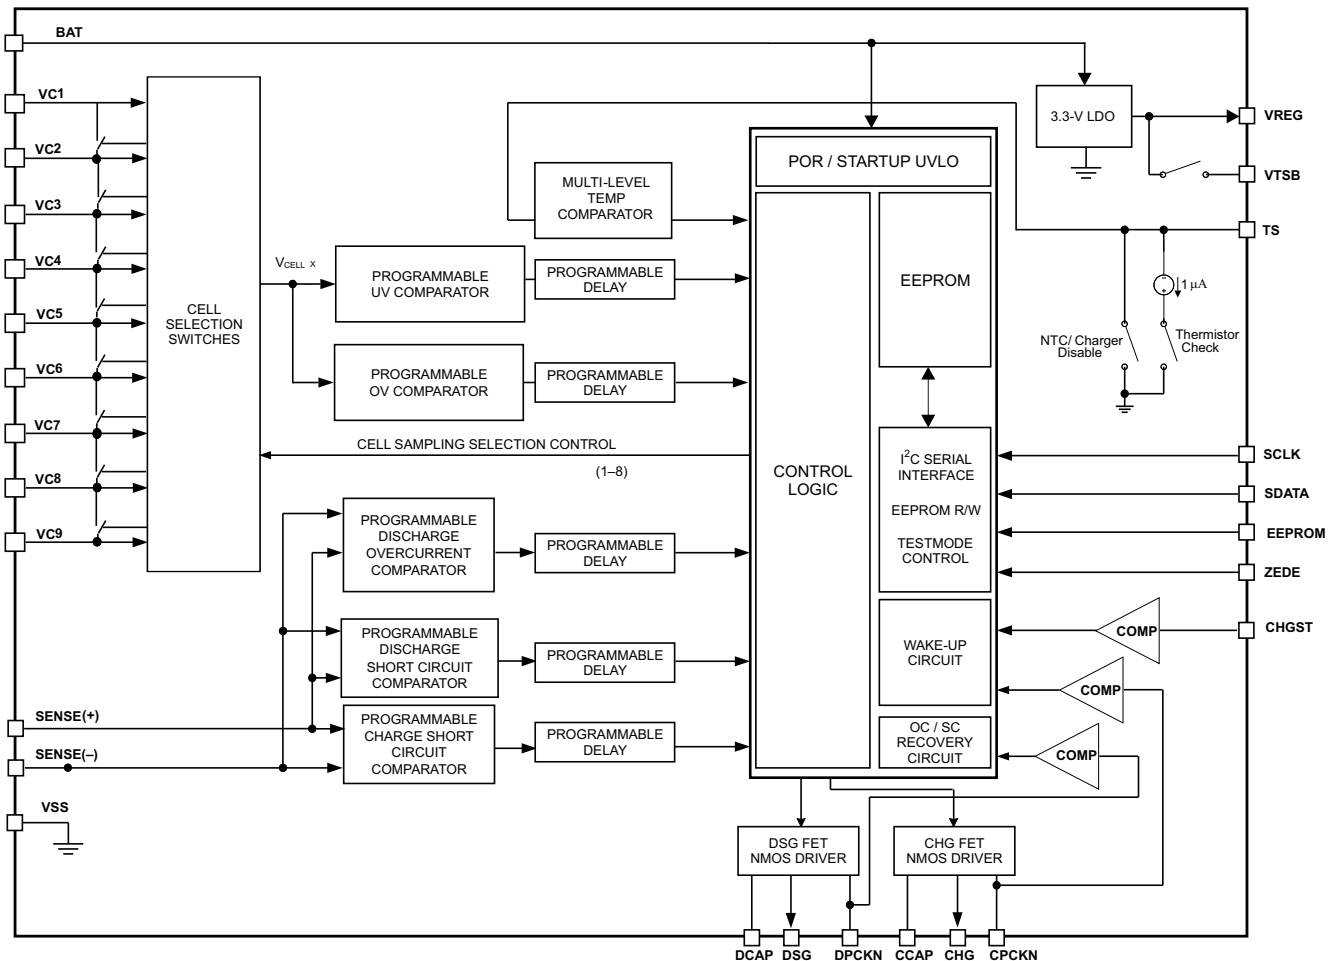 BAT
VC1
VC2
VC3
VC4
VC5
VC6
VC7
VC8
VC9
SENSE(+)
SENSE(–)
VSS
CELL
SELECTION
SWITCHES
VCELL X
PROGRAMMABLE
UV COMPARATOR
PROGRAMMABLE
OV COMPARATOR
MULTI-LEVEL
TEMP
COMPARATOR
PROGRAMMABLE
DELAY
PROGRAMMABLE
DELAY
CELL SAMPLING SELECTION CONTROL
(1–8)
PROGRAMMABLE
DISCHARGE
OVERCURRENT
COMPARATOR
PROGRAMMABLE
DELAY
PROGRAMMABLE
DISCHARGE
SHORT CIRCUIT
COMPARATOR
PROGRAMMABLE
DELAY
PROGRAMMABLE
CHARGE SHORT
CIRCUIT
COMPARATOR
PROGRAMMABLE
DELAY
POR / STARTUP UVLO
CONTROL
LOGIC
EEPROM
I2C SERIAL
INTERFACE
EEPROM R/W
TESTMODE
CONTROL
WAKE-UP
CIRCUIT
OC / SC
RECOVERY
CIRCUIT
3.3-V LDO
1 µA
NTC/ Charger
Disable
Thermistor
Check
COMP
COMP
COMP
VREG
VTSB
TS
SCLK
SDATA
EEPROM
ZEDE
CHGST
DSG FET
NMOS DRIVER
CHG FET
NMOS DRIVER
DCAP DSG DPCKN CCAP CHG CPCKN